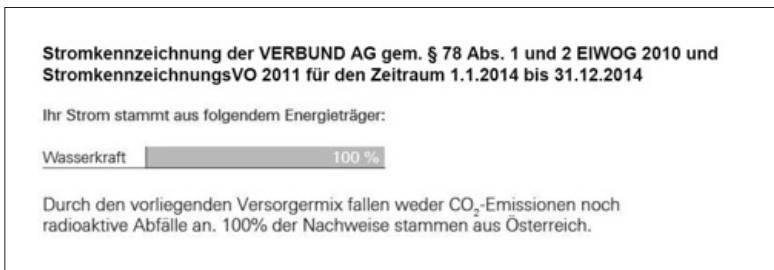 Stromkennzeichnung der VERBUND AG gem. § 78 Abs. 1 und 2 ElWOG 2010 und
StromkennzeichnungsVO 2011 für den Zeitraum 1.1.2014 bis 31.12.2014
Ihr Strom stammt aus folgendem Energieträger:
Wasserkraft 100 %
Durch den vorliegenden Versorgermix fallen weder CO₂-Emissionen noch
radioaktive Abfälle an. 100% der Nachweise stammen aus Österreich.